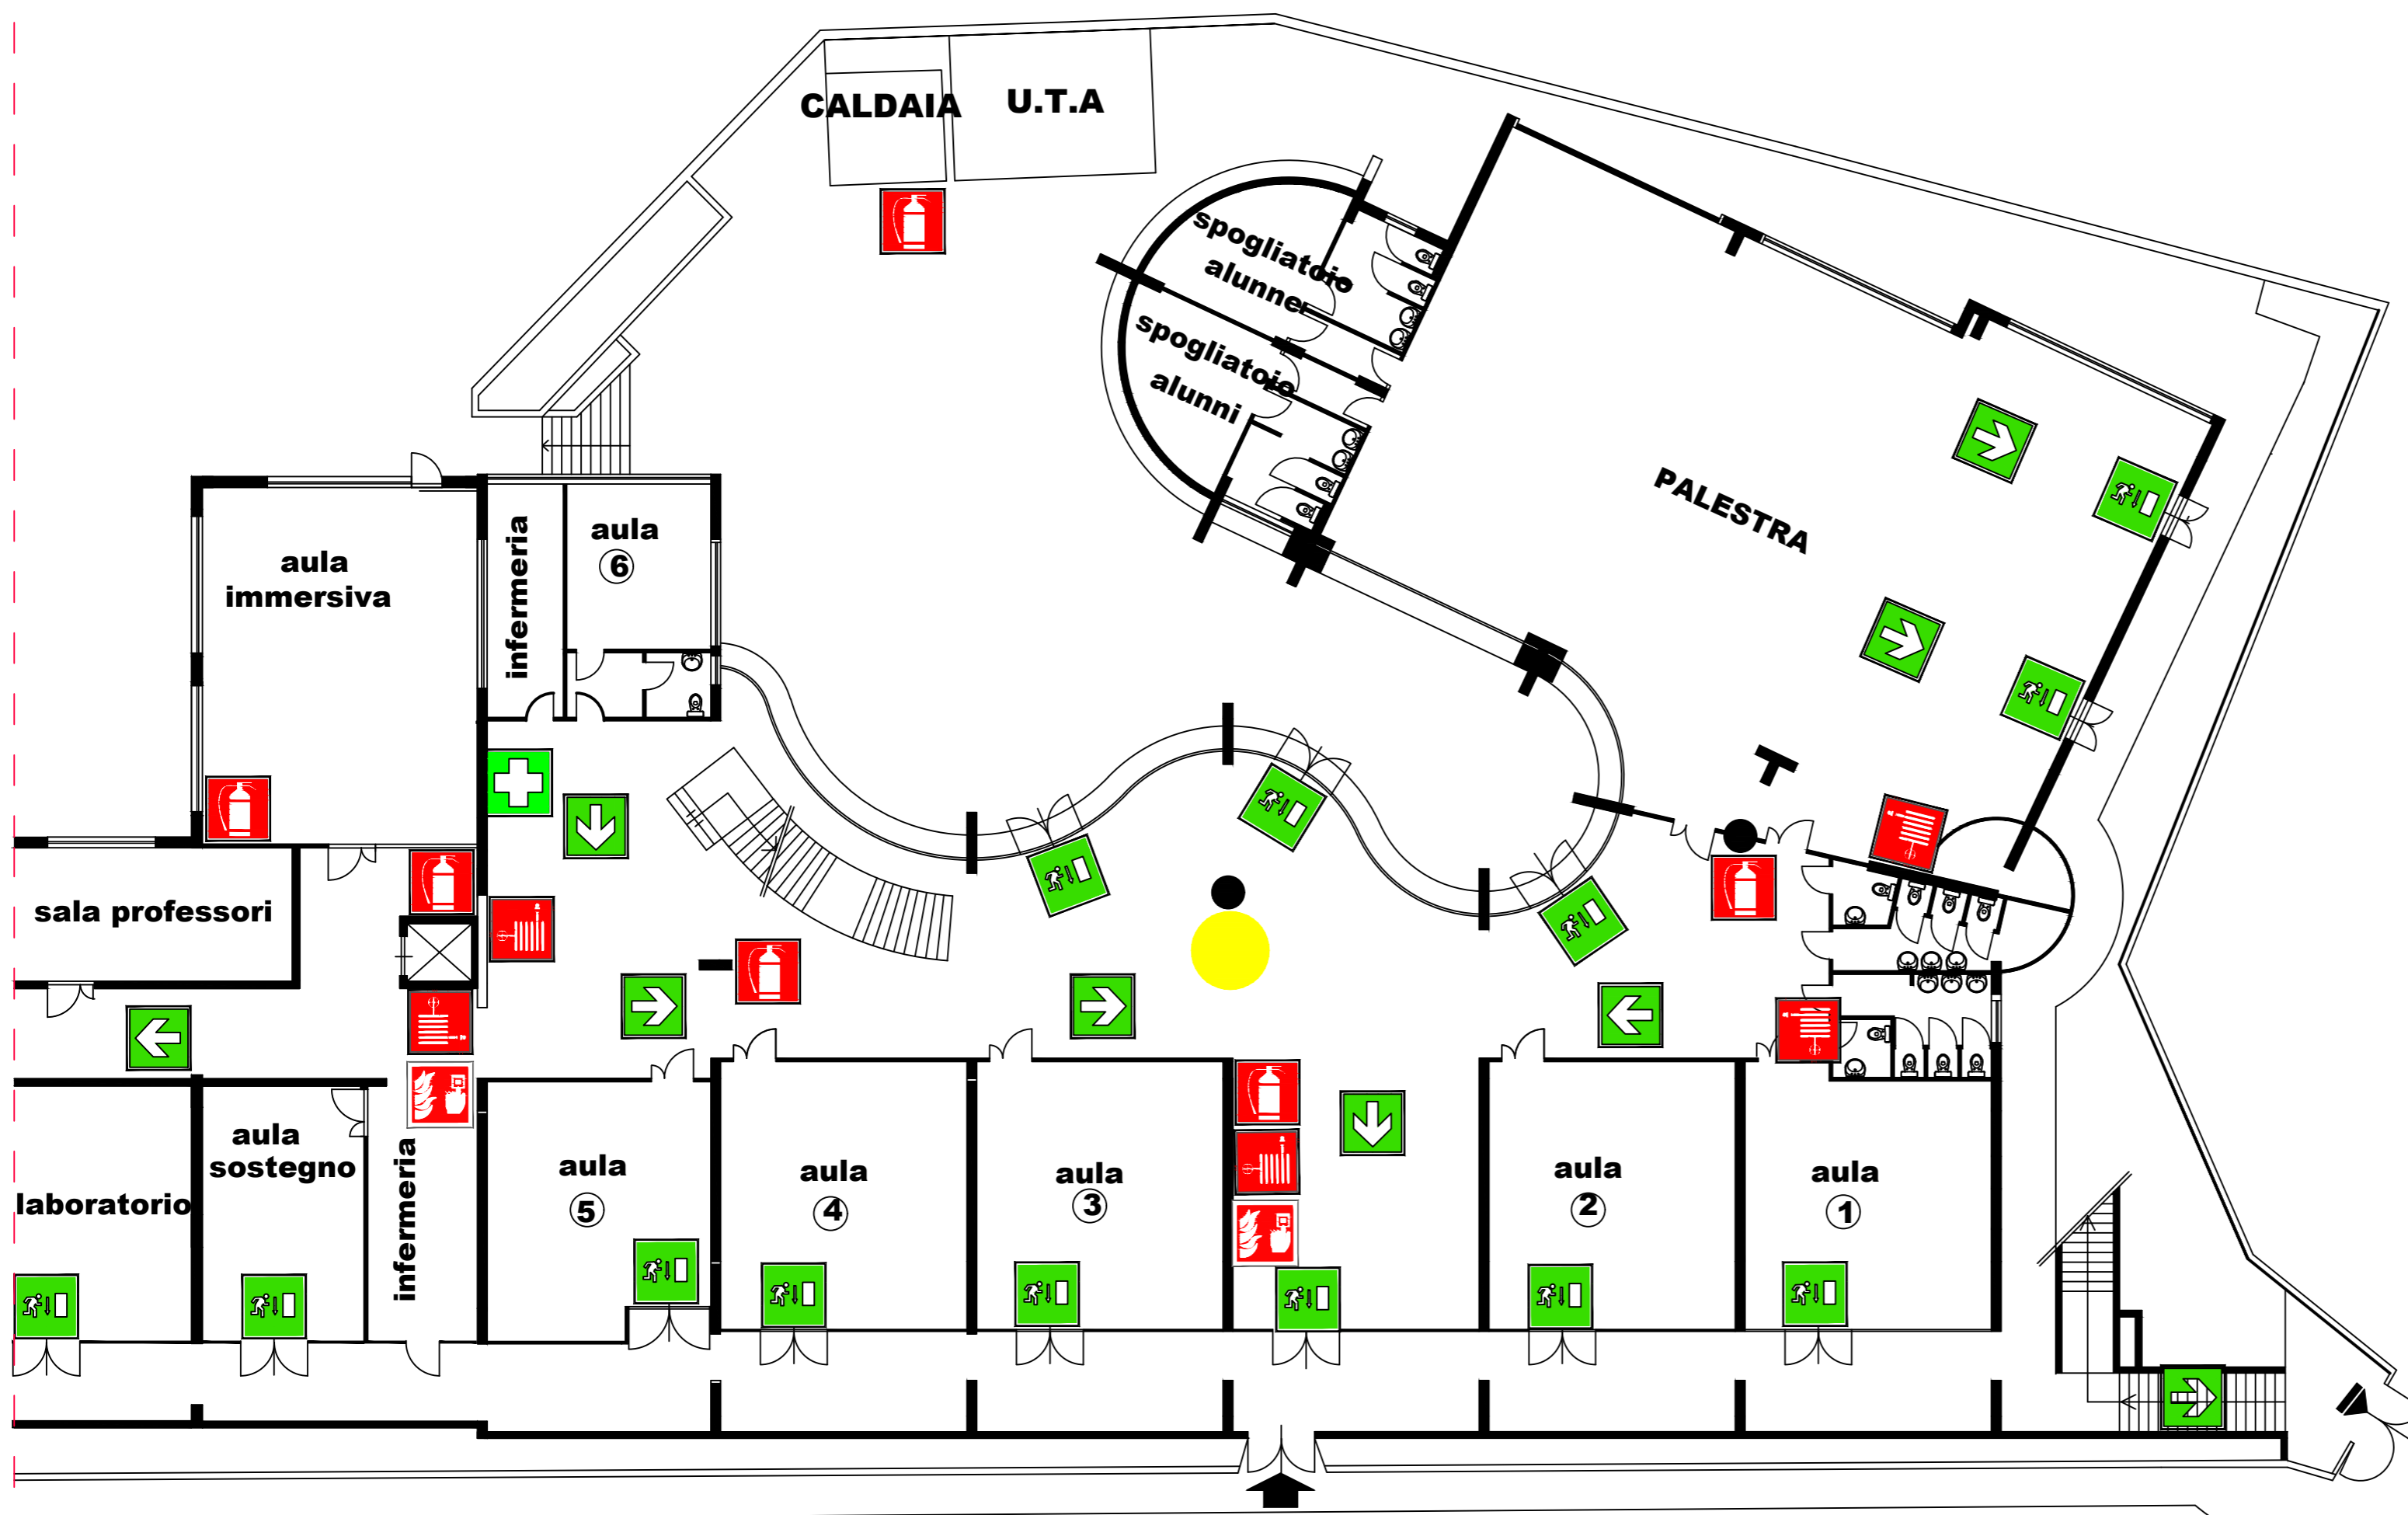 CALDAIA
U.T.A
spogliatoio
alunne
spogliatoio
alunni
PALESTRA
aula
immersiva
infermeria
aula
6
sala professori
laboratorio
aula
sostegno
infermeria
aula
5
aula
4
aula
3
aula
2
aula
1